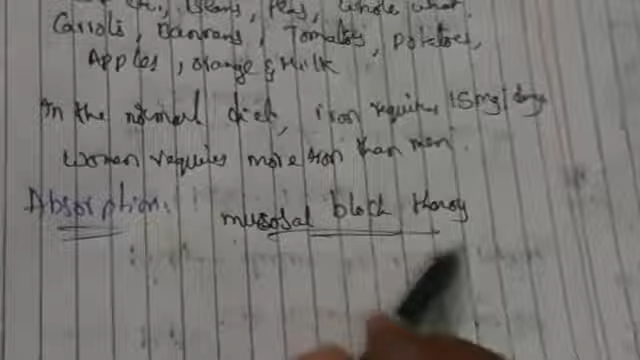 Beans, Peas, whole wheat.
Carrots, Bananas, Tomatoes, potatoes,
Apples, orange & Milk
In the normal diet, iron requires 15mg/day
Women requires more iron than men.
Absorption. mucosal block theory